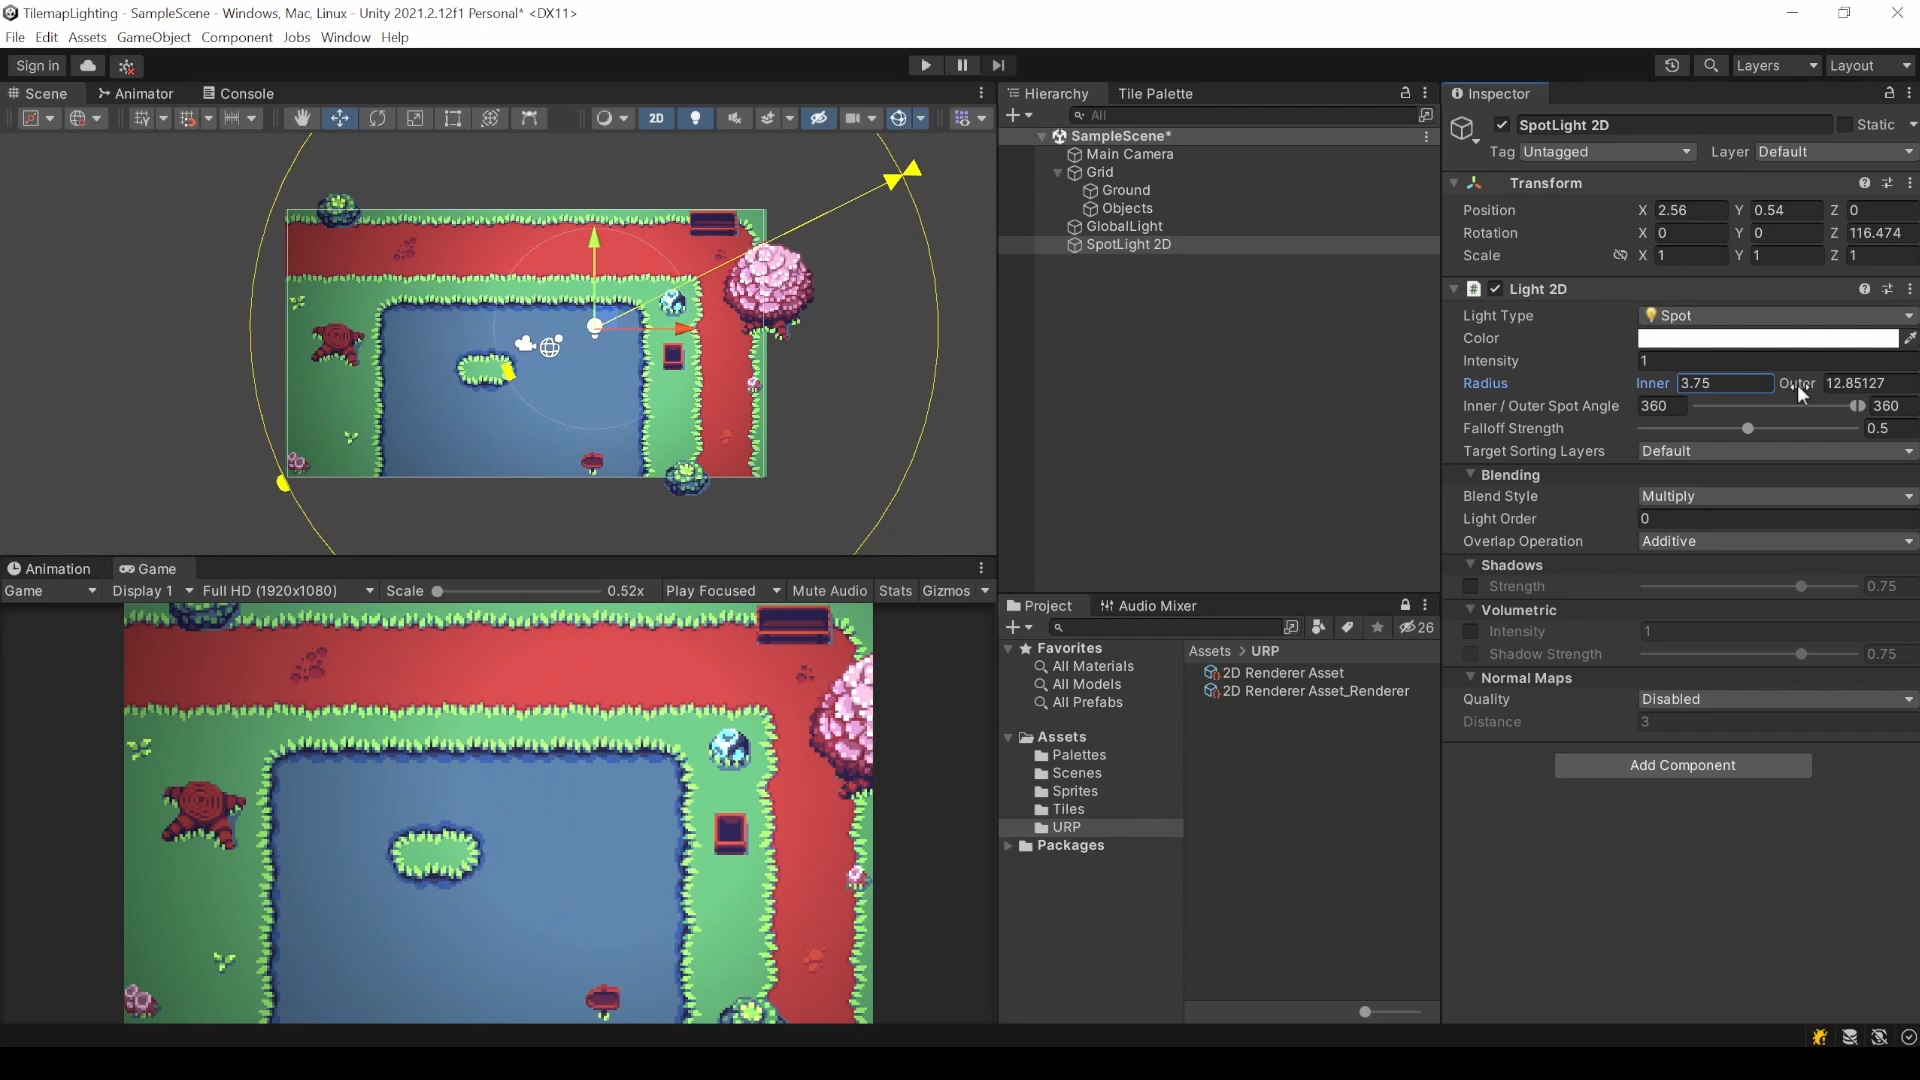 TilemapLighting - SampleScene - Windows, Mac, Linux - Unity 2021.2.12f1 Personal* <DX11>
File Edit Assets GameObject Component Jobs Window Help
Sign in
Layers
Layout
Scene
Animator
Console
2D
Hierarchy
Tile Palette
All
SampleScene*
Main Camera
Grid
Ground
Objects
GlobalLight
SpotLight 2D
Inspector
SpotLight 2D
Static
Tag Untagged
Layer Default
Transform
Position X 2.56 Y 0.54 Z 0
Rotation X 0 Y 0 Z 116.474
Scale X 1 Y 1 Z 1
Light 2D
Light Type Spot
Color
Intensity 1
Radius Inner 3.75 Outer 12.85127
Inner / Outer Spot Angle 360 360
Falloff Strength 0.5
Target Sorting Layers Default
Blending
Blend Style Multiply
Light Order 0
Overlap Operation Additive
Shadows
Strength 0.75
Volumetric
Intensity 1
Shadow Strength 0.75
Normal Maps
Quality Disabled
Distance 3
Add Component
Animation
Game
Game
Display 1
Full HD (1920x1080)
Scale 0.52x
Play Focused
Mute Audio
Stats
Gizmos
Project
Audio Mixer
26
Favorites
All Materials
All Models
All Prefabs
Assets
Palettes
Scenes
Sprites
Tiles
URP
Packages
Assets > URP
2D Renderer Asset
2D Renderer Asset_Renderer